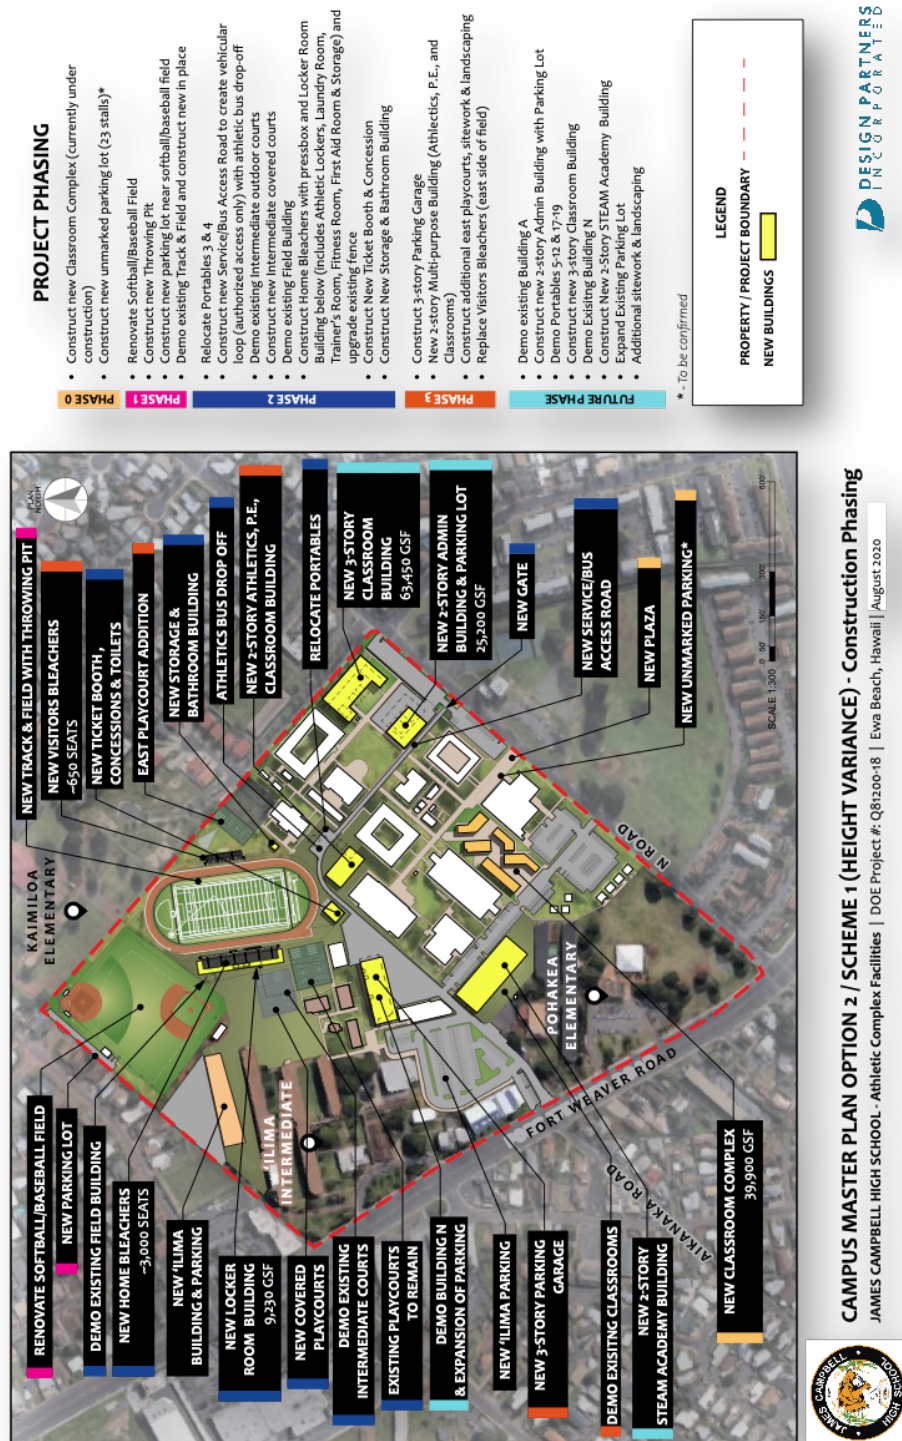 RENOVATE SOFTBALL/BASEBALL FIELD
NEW PARKING LOT
DEMO EXISTING FIELD BUILDING
NEW HOME BLEACHERS
~3,000 SEATS
NEW 'ILIMA
BUILDING & PARKING
NEW LOCKER
ROOM BUILDING
9,230 GSF
NEW COVERED
PLAYCOURTS
DEMO EXISTING
INTERMEDIATE COURTS
EXISTING PLAYCOURTS
TO REMAIN
DEMO BUILDING N
& EXPANSION OF PARKING
NEW 'ILIMA PARKING
NEW 3-STORY PARKING
GARAGE
DEMO EXISITING CLASSROOMS
NEW 2-STORY
STEAM ACADEMY BUILDING
NEW CLASSROOM COMPLEX
39,900 GSF
KAIMILOA
ELEMENTARY
'ILIMA
INTERMEDIATE
POHAKEA
ELEMENTARY
FORT WEAVER ROAD
AIKANAKA ROAD
N ROAD
PLAN
NORTH
NEW TRACK & FIELD WITH THROWING PIT
NEW VISITORS BLEACHERS
~650 SEATS
NEW TICKET BOOTH,
CONCESSIONS & TOILETS
EAST PLAYCOURT ADDITION
NEW STORAGE &
BATHROOM BUILDING
ATHLETICS BUS DROP OFF
NEW 2-STORY ATHLETICS, P.E.,
CLASSROOM BUILDING
RELOCATE PORTABLES
NEW 3-STORY
CLASSROOM
BUILDING
53,450 GSF
NEW 2-STORY ADMIN
BUILDING & PARKING LOT
25,200 GSF
NEW GATE
NEW SERVICE/BUS
ACCESS ROAD
NEW PLAZA
NEW UNMARKED PARKING*
SCALE 1:300
0 50' 150' 300' 600'
PROJECT PHASING
PHASE 0
• Construct new Classroom Complex (currently under
construction)
• Construct new unmarked parking lot (23 stalls)*
PHASE 1
• Renovate Softball/Baseball Field
• Construct new Throwing Pit
• Construct new parking lot near softball/baseball field
• Demo existing Track & Field and construct new in place
PHASE 2
• Relocate Portables 3 & 4
• Construct new Service/Bus Access Road to create vehicular
loop (authorized access only) with athletic bus drop-off
• Demo existing Intermediate outdoor courts
• Construct new Intermediate covered courts
• Demo existing Field Building
• Construct Home Bleachers with pressbox and Locker Room
Building below (includes Athletic Lockers, Laundry Room,
Trainer's Room, Fitness Room, First Aid Room & Storage) and
upgrade existing fence
• Construct New Ticket Booth & Concession
• Construct New Storage & Bathroom Building
PHASE 3
• Construct 3-story Parking Garage
• New 2-story Multi-purpose Building (Athlectics, P.E., and
Classrooms)
• Construct additional east playcourts, sitework & landscaping
• Replace Visitors Bleachers (east side of field)
FUTURE PHASE
• Demo existing Building A
• Construct new 2-story Admin Building with Parking Lot
• Demo Portables 5-12 & 17-19
• Construct new 3-story Classroom Building
• Demo Exisitng Building N
• Construct New 2-Story STEAM Academy Building
• Expand Existing Parking Lot
• Additional sitework & landscaping
* - To be confirmed
LEGEND
PROPERTY / PROJECT BOUNDARY
NEW BUILDINGS
JAMES CAMPBELL
HIGH SCHOOL
CAMPUS MASTER PLAN OPTION 2 / SCHEME 1 (HEIGHT VARIANCE) - Construction Phasing
JAMES CAMPBELL HIGH SCHOOL - Athletic Complex Facilities | DOE Project #: Q81200-18 | Ewa Beach, Hawaii | August 2020
DESIGN PARTNERS
INCORPORATED